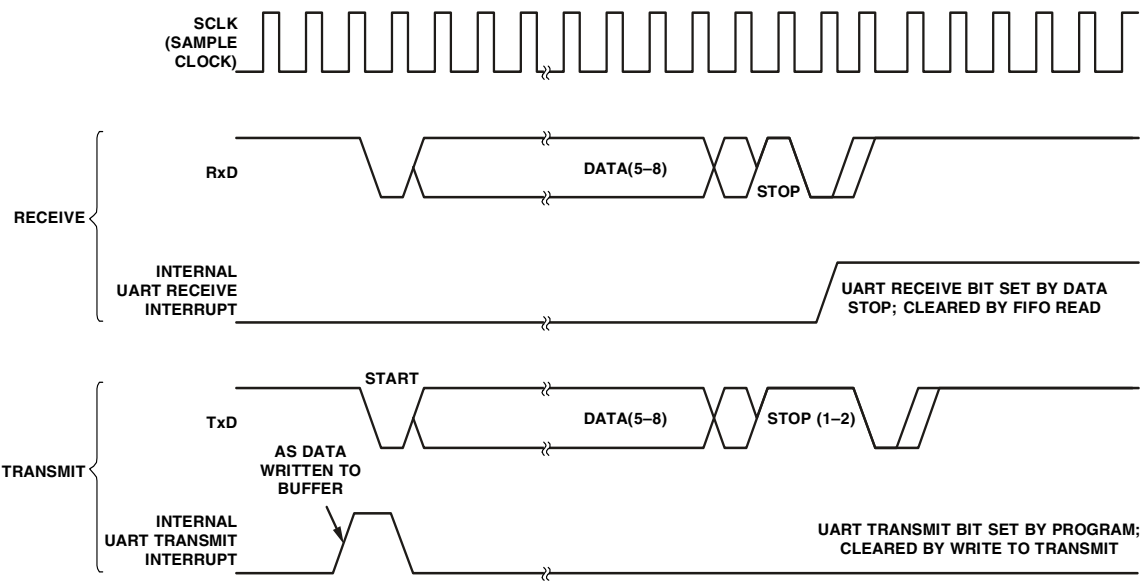 SCLK
(SAMPLE
CLOCK)
RxD
DATA(5–8)
STOP
RECEIVE
INTERNAL
UART RECEIVE
INTERRUPT
UART RECEIVE BIT SET BY DATA
STOP; CLEARED BY FIFO READ
START
TxD
DATA(5–8)
STOP (1–2)
AS DATA
WRITTEN TO
BUFFER
TRANSMIT
INTERNAL
UART TRANSMIT
INTERRUPT
UART TRANSMIT BIT SET BY PROGRAM;
CLEARED BY WRITE TO TRANSMIT